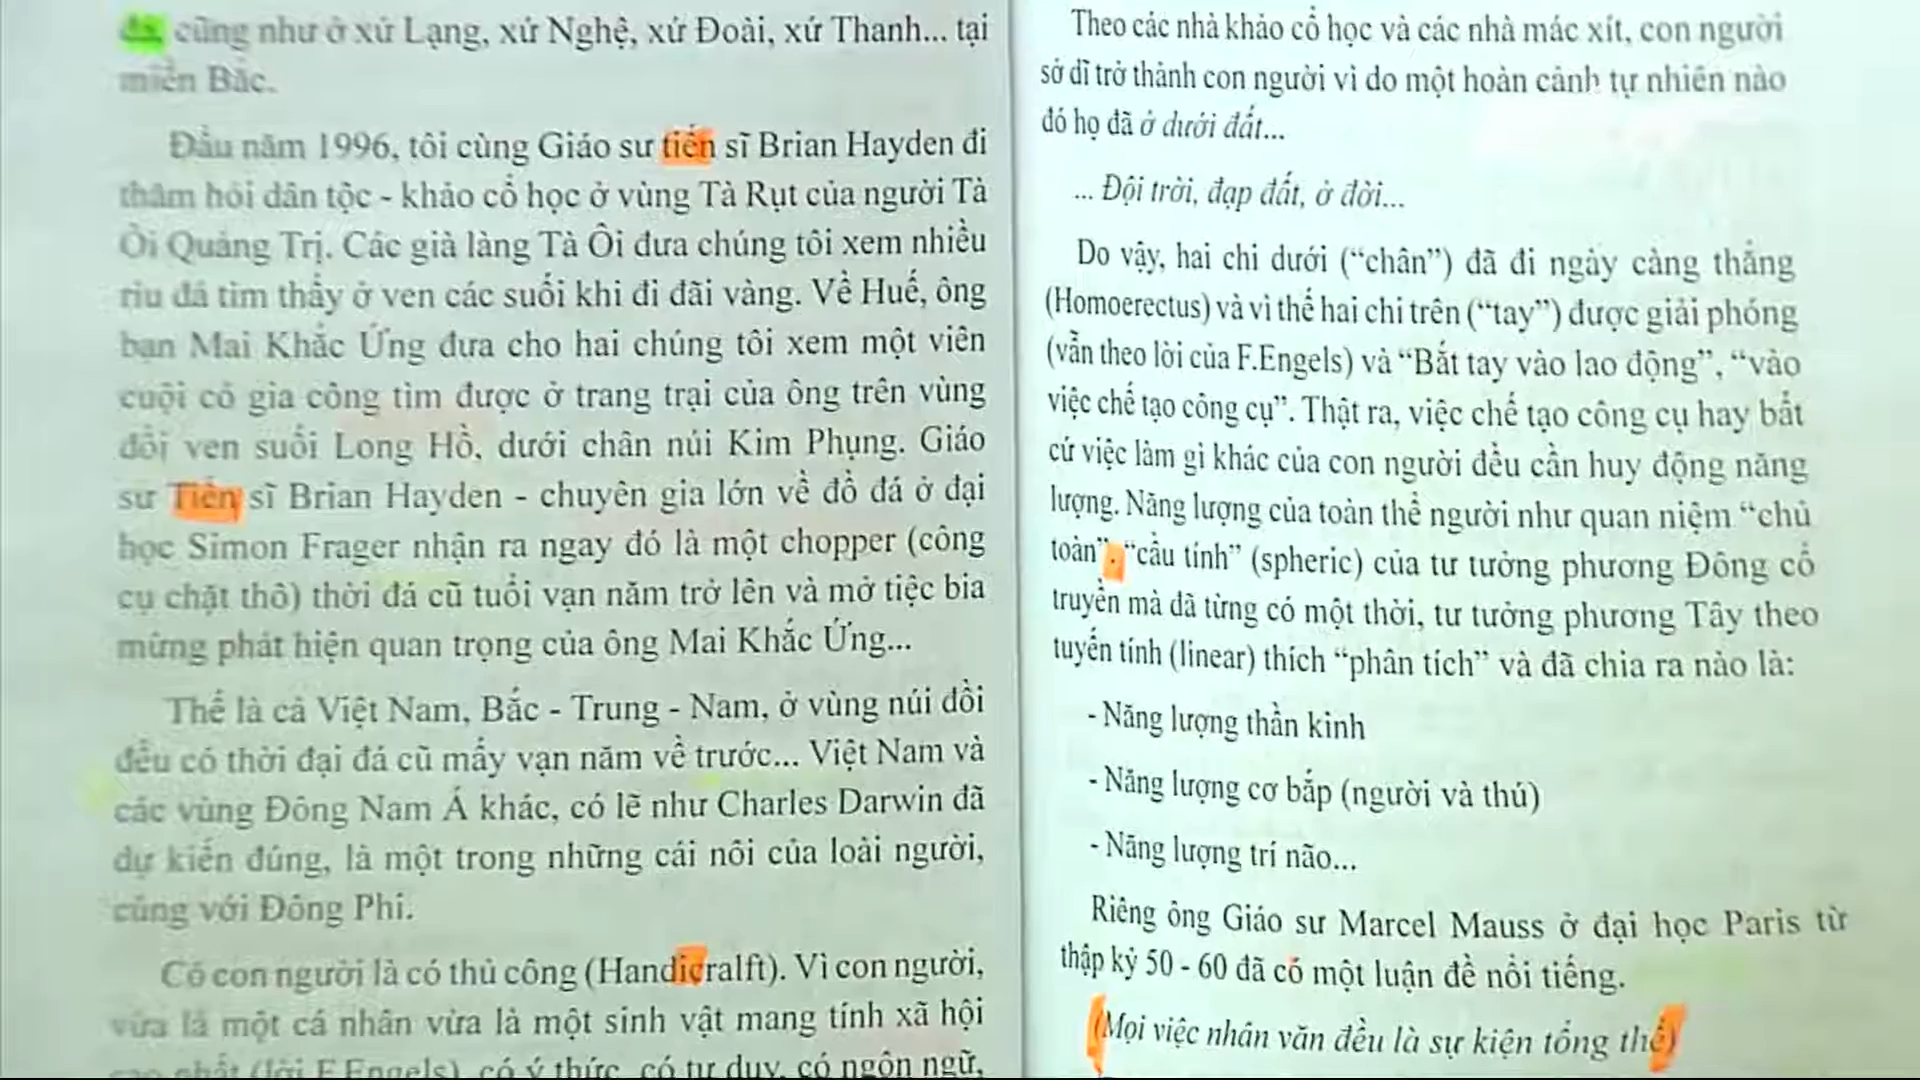 đá, cũng như ở xứ Lạng, xứ Nghệ, xứ Đoài, xứ Thanh... tại
miền Bắc.
Đầu năm 1996, tôi cùng Giáo sư tiến sĩ Brian Hayden đi
thăm hỏi dân tộc - khảo cổ học ở vùng Tà Rụt của người Tà
Ôi Quảng Trị. Các già làng Tà Ôi đưa chúng tôi xem nhiều
rìu đá tìm thấy ở ven các suối khi đi đãi vàng. Về Huế, ông
bạn Mai Khắc Ứng đưa cho hai chúng tôi xem một viên
cuội có gia công tìm được ở trang trại của ông trên vùng
đồi ven suối Long Hồ, dưới chân núi Kim Phụng. Giáo
sư Tiến sĩ Brian Hayden - chuyên gia lớn về đồ đá ở đại
học Simon Frager nhận ra ngay đó là một chopper (công
cụ chặt thô) thời đá cũ tuổi vạn năm trở lên và mở tiệc bia
mừng phát hiện quan trọng của ông Mai Khắc Ứng...
Thế là cả Việt Nam, Bắc - Trung - Nam, ở vùng núi đồi
đều có thời đại đá cũ mấy vạn năm về trước... Việt Nam và
các vùng Đông Nam Á khác, có lẽ như Charles Darwin đã
dự kiến đúng, là một trong những cái nôi của loài người,
cùng với Đông Phi.
Có con người là có thủ công (Handicralft). Vì con người,
vừa là một cá nhân vừa là một sinh vật mang tính xã hội
cao nhất (lời F.Engels), có ý thức, có tư duy, có ngôn ngữ,
Theo các nhà khảo cổ học và các nhà mác xít, con người
sở dĩ trở thành con người vì do một hoàn cảnh tự nhiên nào
đó họ đã ở dưới đất...
... Đội trời, đạp đất, ở đời...
Do vậy, hai chi dưới (“chân”) đã đi ngày càng thẳng
(Homoerectus) và vì thế hai chi trên (“tay”) được giải phóng
(vẫn theo lời của F.Engels) và “Bắt tay vào lao động”, “vào
việc chế tạo công cụ”. Thật ra, việc chế tạo công cụ hay bất
cứ việc làm gì khác của con người đều cần huy động năng
lượng. Năng lượng của toàn thể người như quan niệm “chủ
toàn”, “cầu tính” (spheric) của tư tưởng phương Đông cổ
truyền mà đã từng có một thời, tư tưởng phương Tây theo
tuyến tính (linear) thích “phân tích” và đã chia ra nào là:
- Năng lượng thần kinh
- Năng lượng cơ bắp (người và thú)
- Năng lượng trí não...
Riêng ông Giáo sư Marcel Mauss ở đại học Paris từ
thập kỷ 50 - 60 đã có một luận đề nổi tiếng.
(Mọi việc nhân văn đều là sự kiện tổng thể)